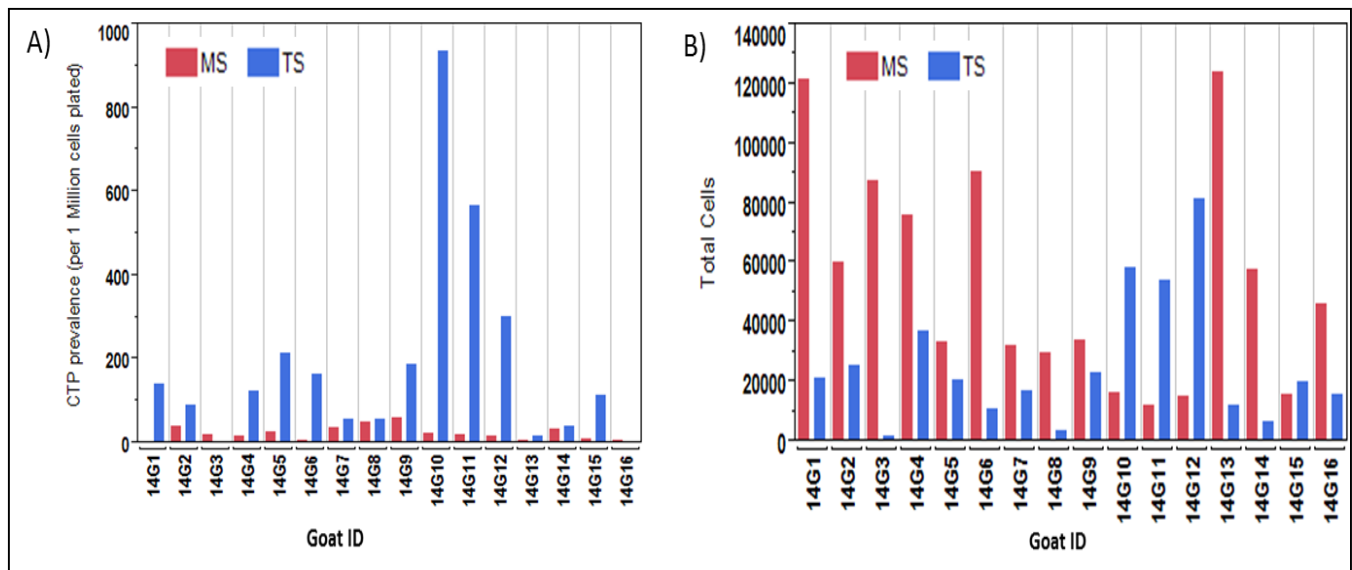 A)
CTP prevalence (per 1 Million cells plated)
1000
800
600
400
200
0
MS TS
14G1 14G2 14G3 14G4 14G5 14G6 14G7 14G8 14G9 14G10 14G11 14G12 14G13 14G14 14G15 14G16
Goat ID
B)
Total Cells
140000
120000
100000
80000
60000
40000
20000
0
MS TS
14G1 14G2 14G3 14G4 14G5 14G6 14G7 14G8 14G9 14G10 14G11 14G12 14G13 14G14 14G15 14G16
Goat ID